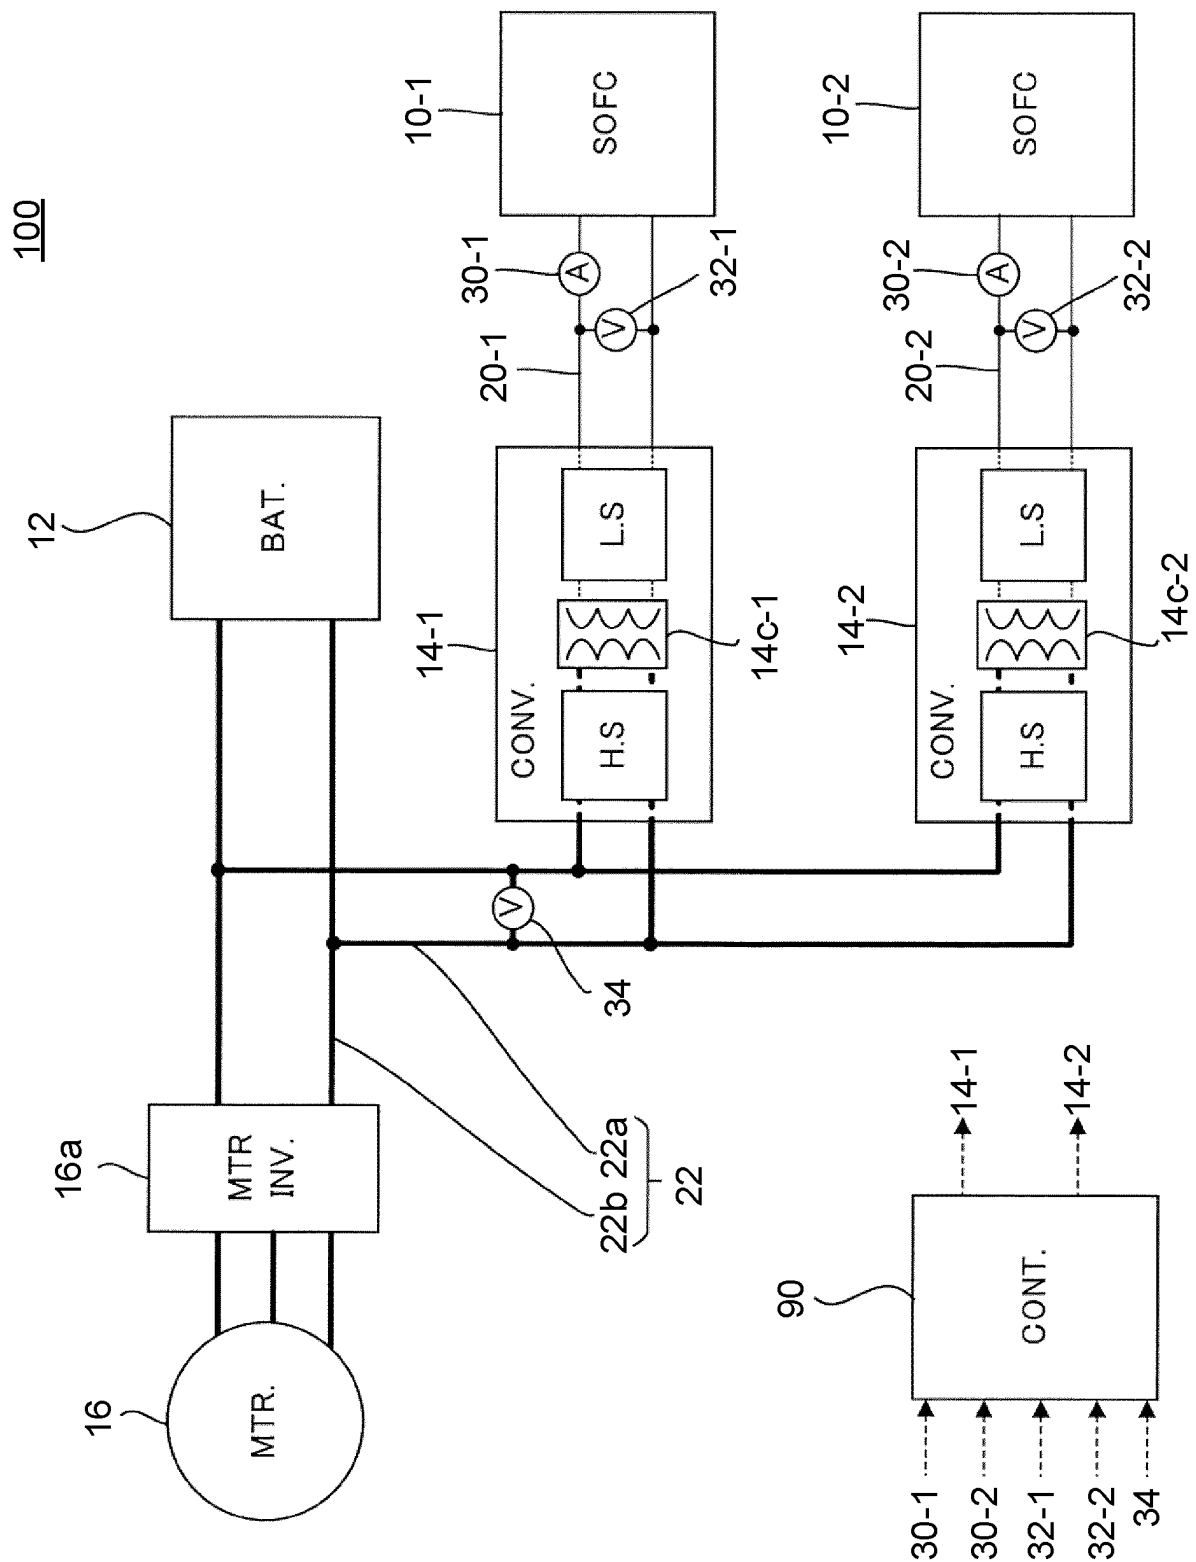 100
16
MTR.
16a
MTR
INV.
12
BAT.
22b
22a
22
34
V
14-1
CONV.
H.S
L.S
14c-1
20-1
30-1
A
V
32-1
10-1
SOFC
14-2
CONV.
H.S
L.S
14c-2
20-2
30-2
A
V
32-2
10-2
SOFC
90
CONT.
30-1
30-2
32-1
32-2
34
14-1
14-2